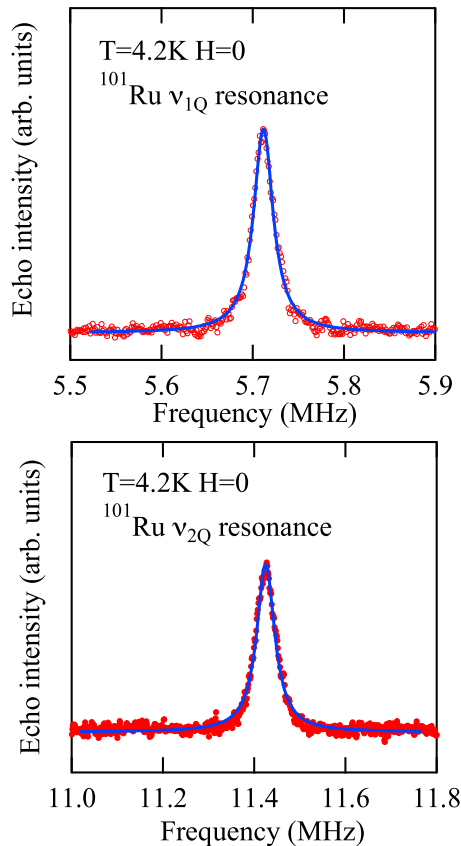 Echo intensity (arb. units)
T=4.2K H=0
¹⁰¹Ru ν₁Q resonance
5.5 5.6 5.7 5.8 5.9
Frequency (MHz)
Echo intensity (arb. units)
T=4.2K H=0
¹⁰¹Ru ν₂Q resonance
11.0 11.2 11.4 11.6 11.8
Frequency (MHz)